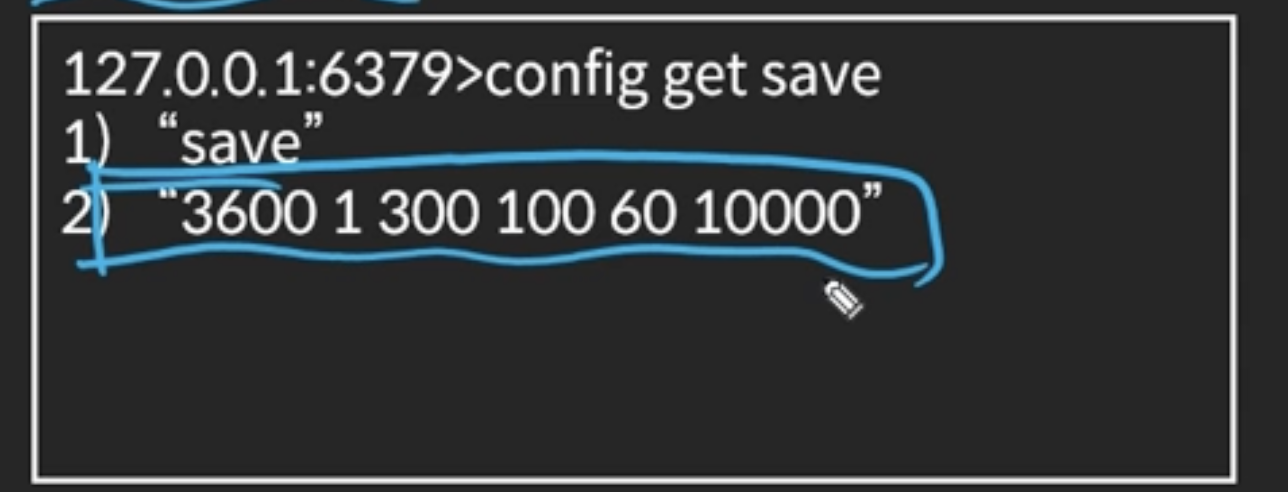 127.0.0.1:6379>config get save
1) “save”
2) “3600 1 300 100 60 10000”